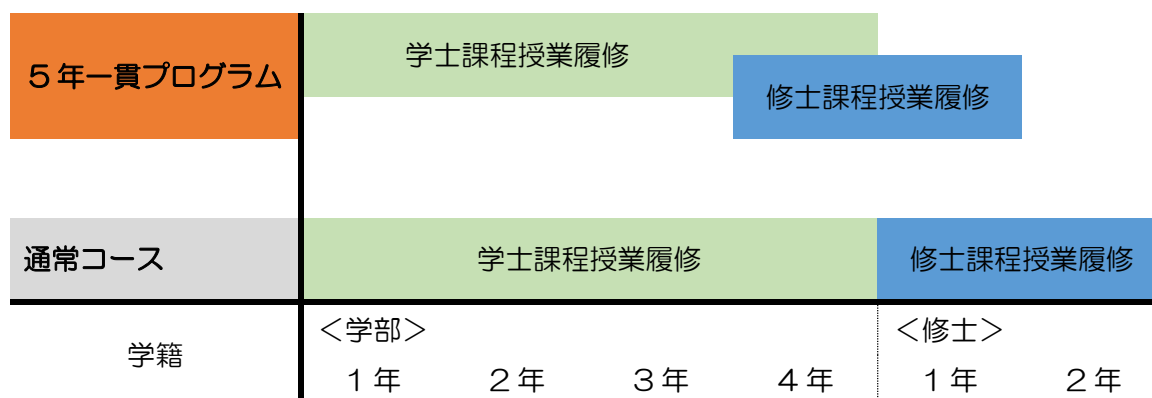 5年一貫プログラム
学士課程授業履修
修士課程授業履修
通常コース
学士課程授業履修
修士課程授業履修
学籍
＜学部＞
＜修士＞
1年 2年 3年 4年 1年 2年